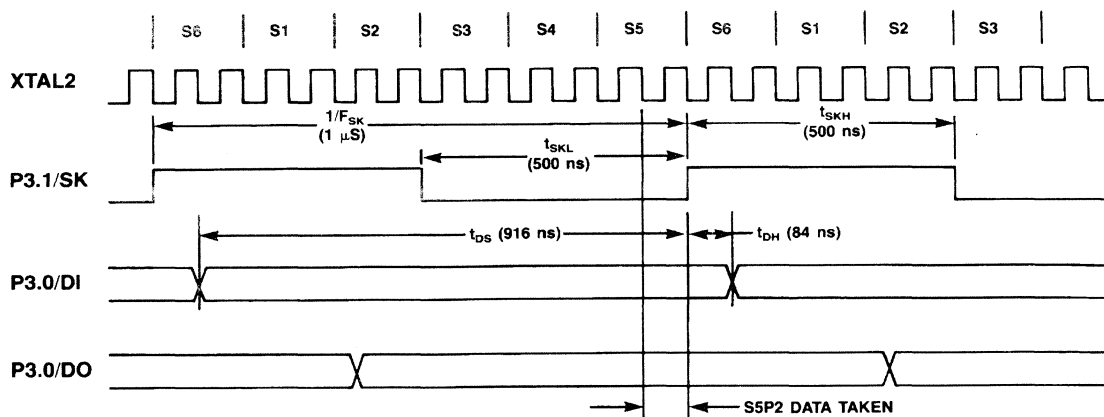 S6 S1 S2 S3 S4 S5 S6 S1 S2 S3
XTAL2
1/F_SK
(1 μS)
t_SKH
(500 ns)
t_SKL
(500 ns)
P3.1/SK
t_DS (916 ns)
t_DH (84 ns)
P3.0/DI
P3.0/DO
S5P2 DATA TAKEN